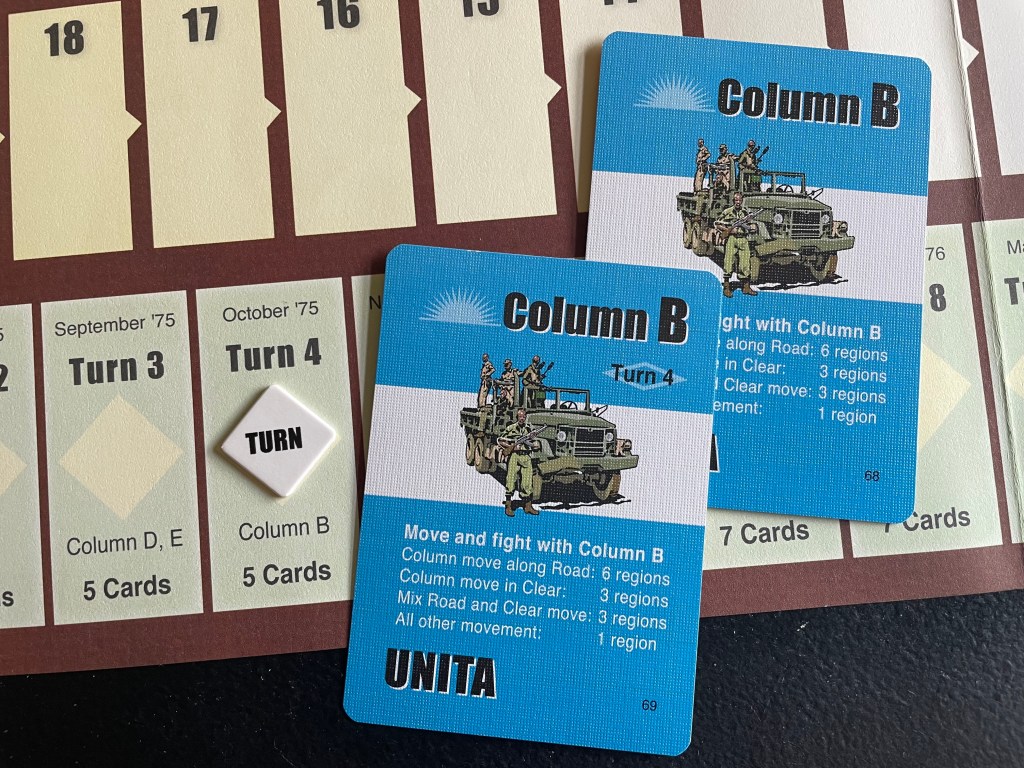 18
17
16
15
Column B
ght with Column B
along Road: 6 regions
in Clear: 3 regions
Clear move: 3 regions
1 region
68
September '75
Turn 3
Column D, E
5 Cards
October '75
Turn 4
TURN
Column B
5 Cards
Column B
Turn 4
Move and fight with Column B
Column move along Road: 6 regions
Column move in Clear: 3 regions
Mix Road and Clear move: 3 regions
All other movement: 1 region
UNITA
69
7 Cards
76
8
7 Cards